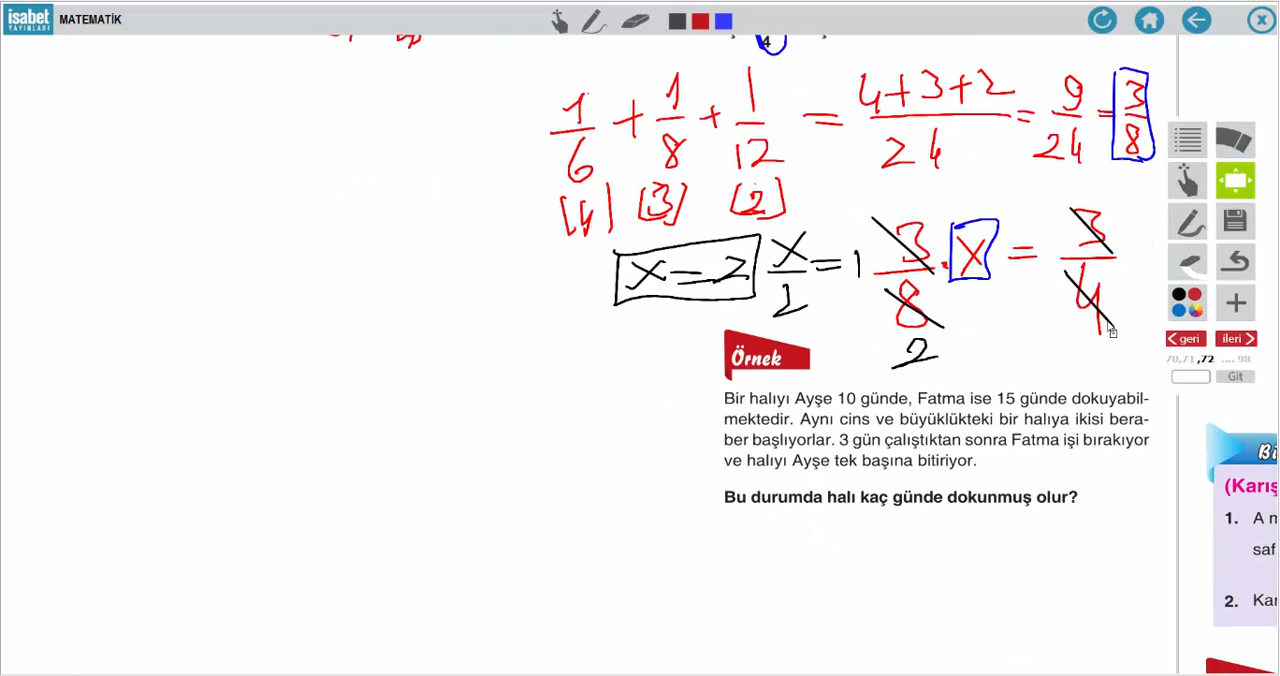 isabet
YAYINLARI
MATEMATİK
4
1/6 + 1/8 + 1/12 = 4+3+2/24 = 9/24 = 3/8
[4] [3] [2]
x=2 x/2=1 3/8 . x = 3/4
2
geri ileri
70,71,72 .... 98
Git
Örnek
Bir halıyı Ayşe 10 günde, Fatma ise 15 günde dokuyabil-
mektedir. Aynı cins ve büyüklükteki bir halıya ikisi bera-
ber başlıyorlar. 3 gün çalıştıktan sonra Fatma işi bırakıyor
ve halıyı Ayşe tek başına bitiriyor.
Bu durumda halı kaç günde dokunmuş olur?
Bi
(Karış
1. A m
saf
2. Kar